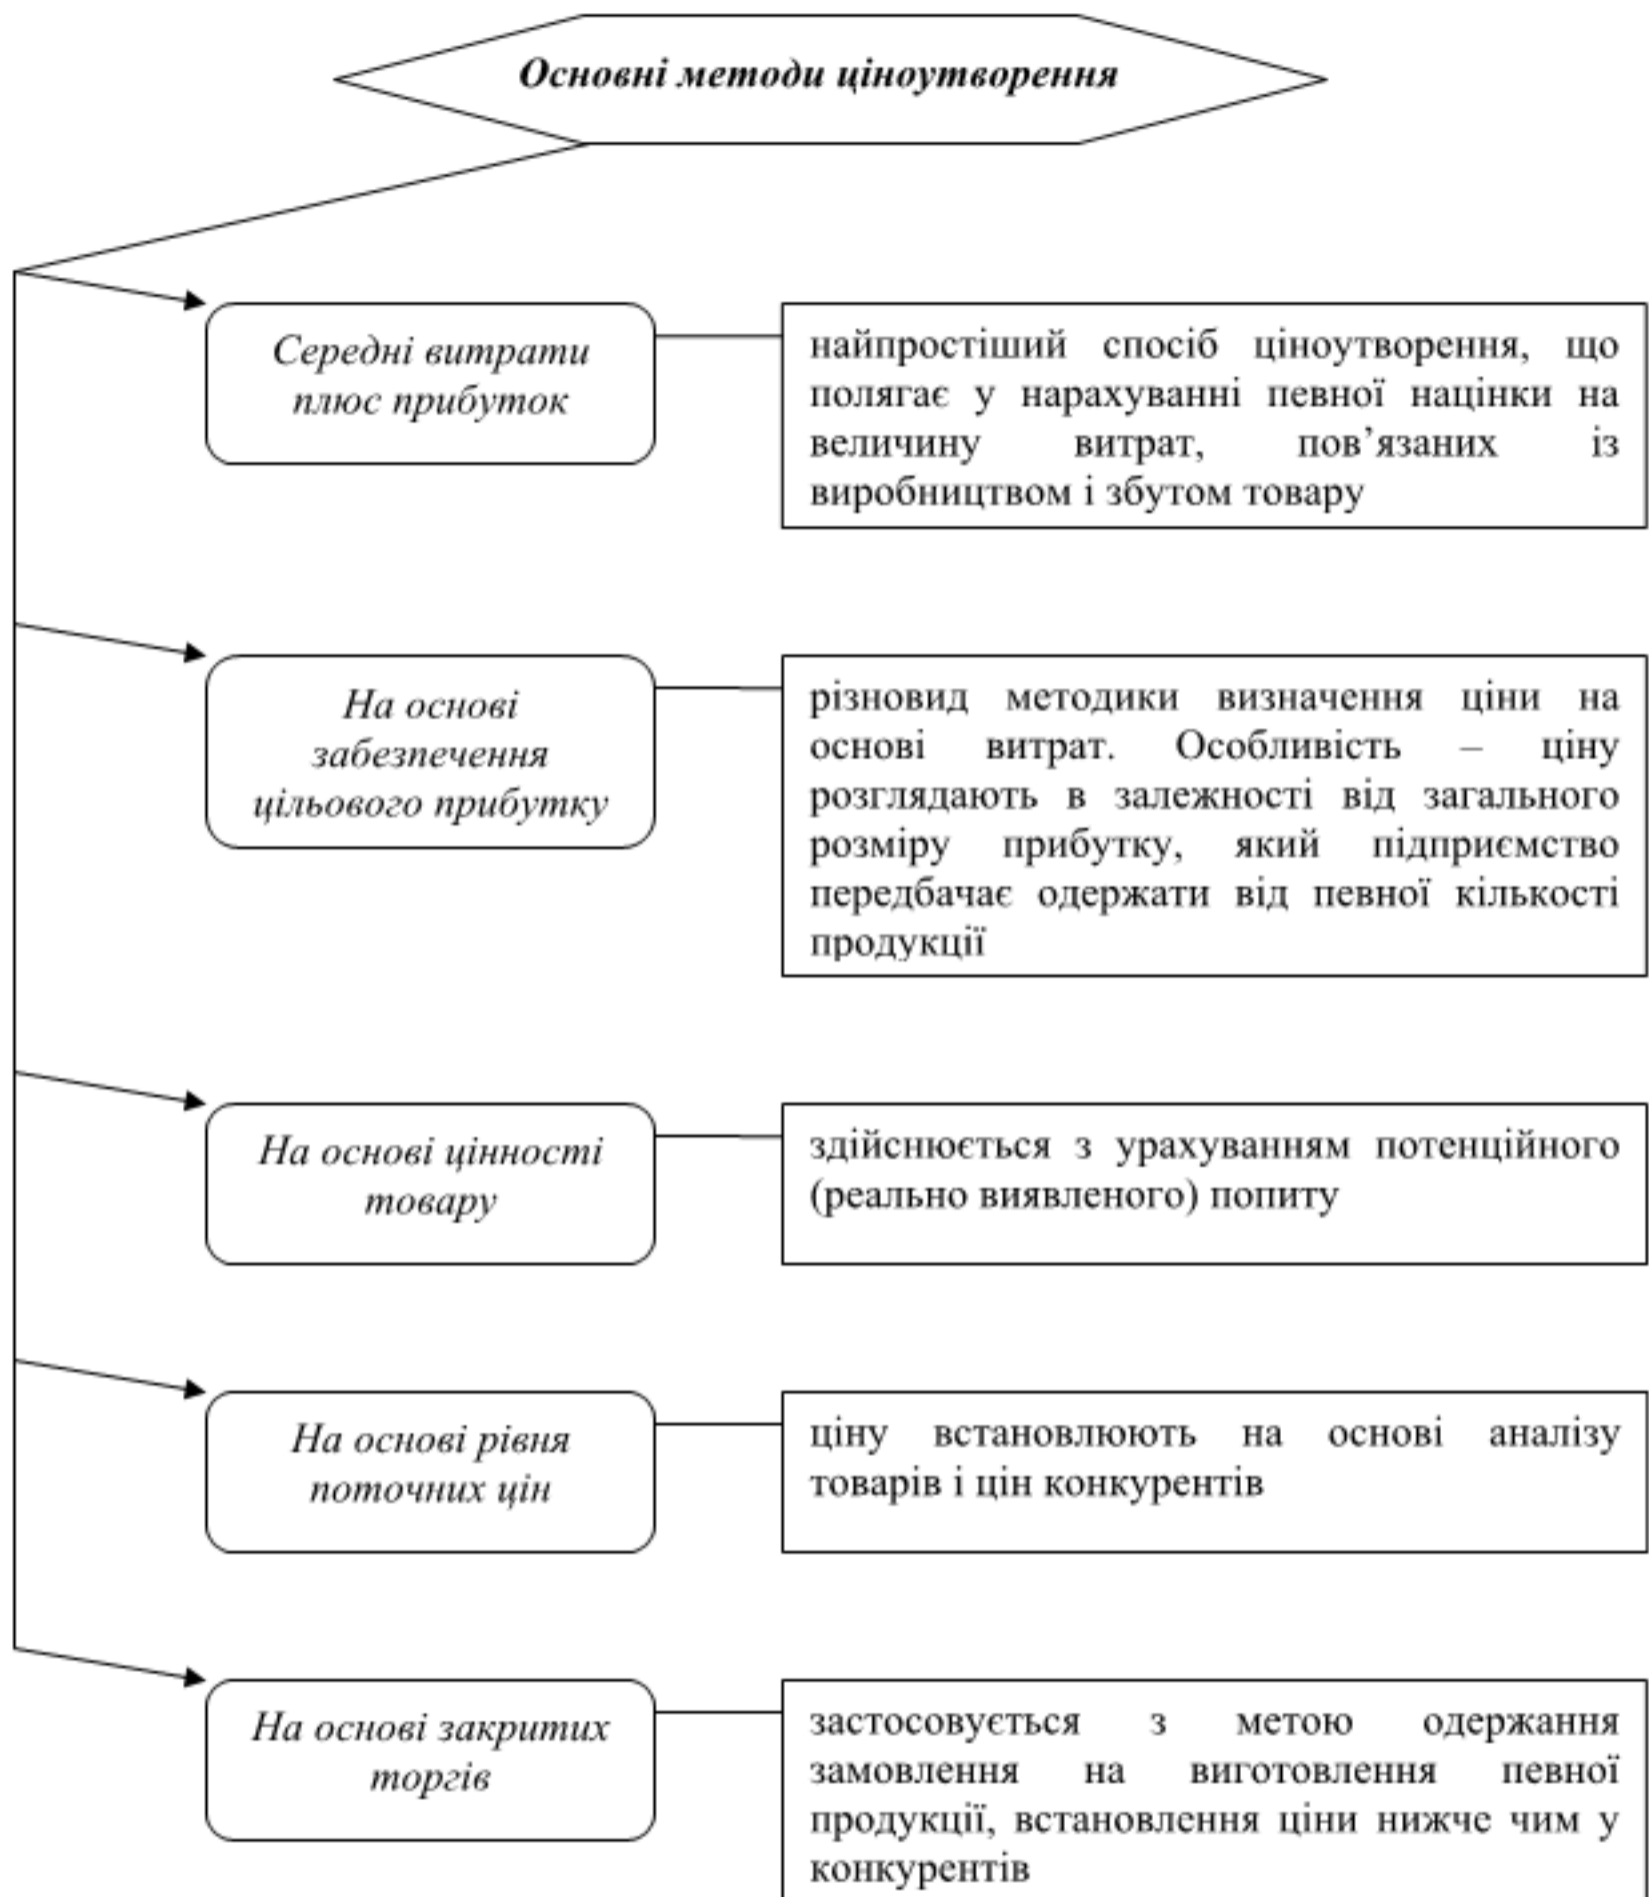 Основні методи ціноутворення
Середні витрати
плюс прибуток
найпростіший спосіб ціноутворення, що
полягає у нарахуванні певної націнки на
величину витрат, пов’язаних із
виробництвом і збутом товару
На основі
забезпечення
цільового прибутку
різновид методики визначення ціни на
основі витрат. Особливість – ціну
розглядають в залежності від загального
розміру прибутку, який підприємство
передбачає одержати від певної кількості
продукції
На основі цінності
товару
здійснюється з урахуванням потенційного
(реально виявленого) попиту
На основі рівня
поточних цін
ціну встановлюють на основі аналізу
товарів і цін конкурентів
На основі закритих
торгів
застосовується з метою одержання
замовлення на виготовлення певної
продукції, встановлення ціни нижче чим у
конкурентів